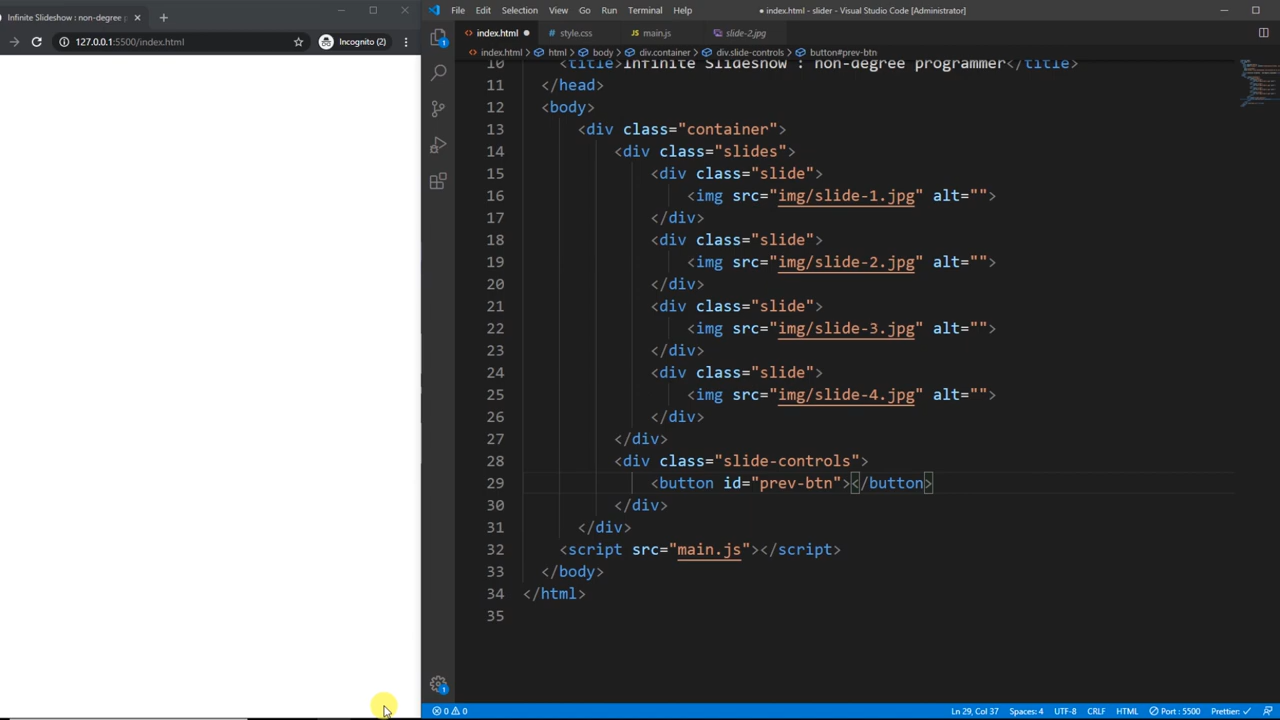 Infinite Slideshow : non-degree p
127.0.0.1:5500/index.html
Incognito (2)
File Edit Selection View Go Run Terminal Help
● index.html - slider - Visual Studio Code [Administrator]
index.html ● style.css main.js slide-2.jpg
index.html > html > body > div.container > div.slide-controls > button#prev-btn
10 <title>Infinite Slideshow : non-degree programmer</title>
11 </head>
12 <body>
13 <div class="container">
14 <div class="slides">
15 <div class="slide">
16 <img src="img/slide-1.jpg" alt="">
17 </div>
18 <div class="slide">
19 <img src="img/slide-2.jpg" alt="">
20 </div>
21 <div class="slide">
22 <img src="img/slide-3.jpg" alt="">
23 </div>
24 <div class="slide">
25 <img src="img/slide-4.jpg" alt="">
26 </div>
27 </div>
28 <div class="slide-controls">
29 <button id="prev-btn"></button>
30 </div>
31 </div>
32 <script src="main.js"></script>
33 </body>
34 </html>
35
0 0 Ln 29, Col 37 Spaces: 4 UTF-8 CRLF HTML Port : 5500 Prettier: ✓